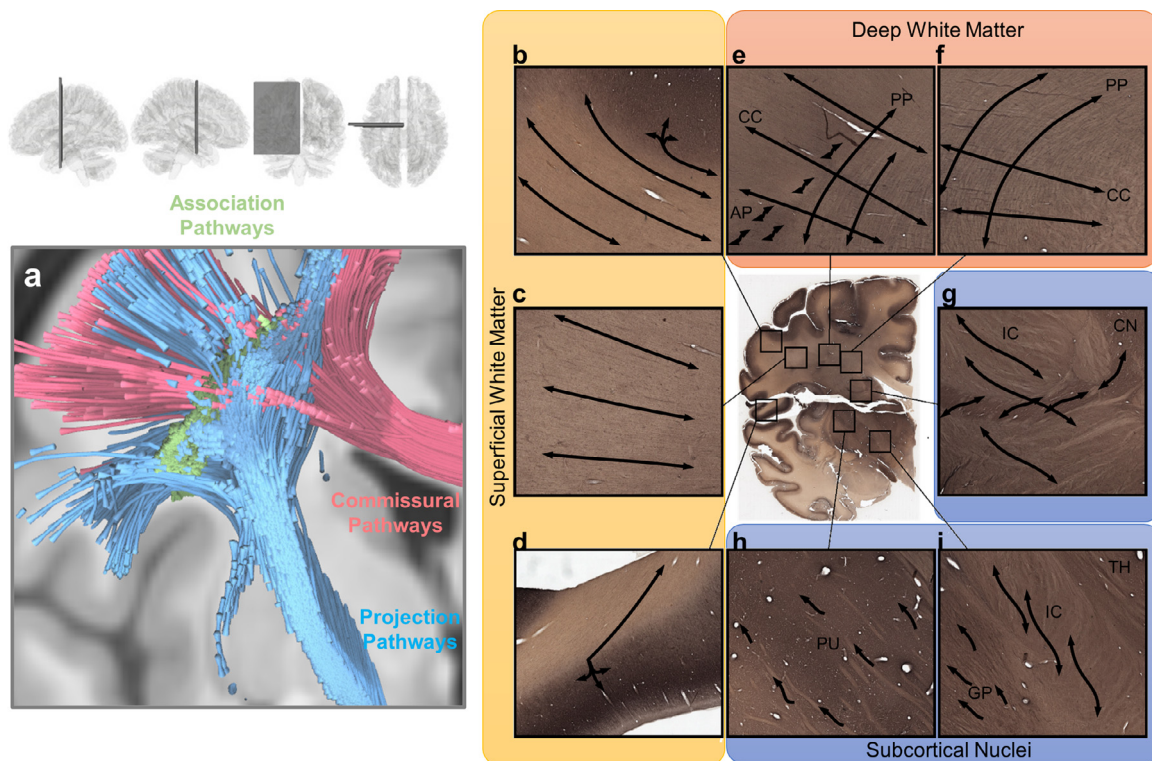 Association
Pathways
a
Commissural
Pathways
Projection
Pathways
Superficial White Matter
b
c
d
Deep White Matter
e
PP
CC
AP
f
PP
CC
g
IC
CN
h
PU
i
TH
IC
GP
Subcortical Nuclei